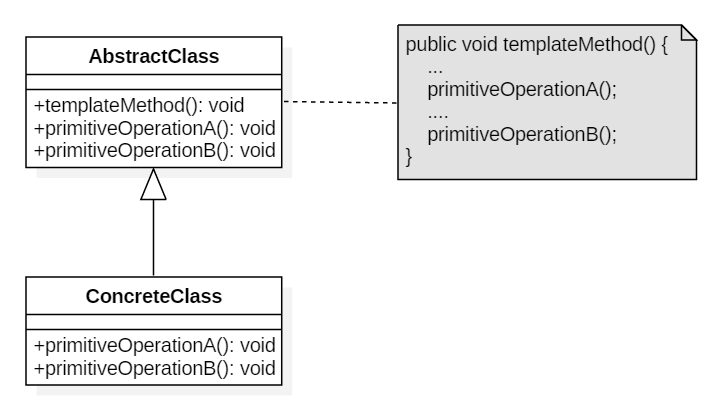 AbstractClass
+templateMethod(): void
+primitiveOperationA(): void
+primitiveOperationB(): void
public void templateMethod() {
...
primitiveOperationA();
....
primitiveOperationB();
}
ConcreteClass
+primitiveOperationA(): void
+primitiveOperationB(): void